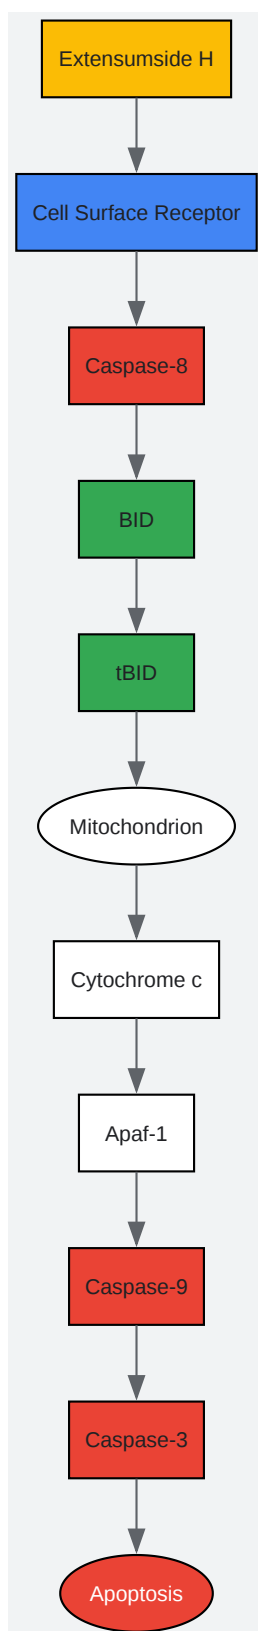 Extensumside H
Cell Surface Receptor
Caspase-8
BID
tBID
Mitochondrion
Cytochrome c
Apaf-1
Caspase-9
Caspase-3
Apoptosis